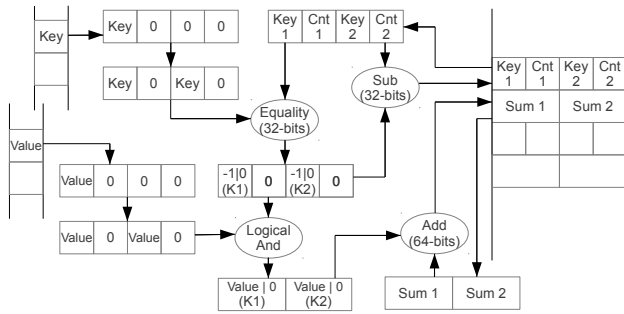 Key
Key 0 0 0
Key 1 Cnt 1 Key 2 Cnt 2
Key 0 Key 0
Sub
(32-bits)
Key 1 Cnt 1 Key 2 Cnt 2
Sum 1 Sum 2
Equality
(32-bits)
Value
Value 0 0 0
-1|0 (K1) 0 -1|0 (K2) 0
Value 0 Value 0
Logical
And
Add
(64-bits)
Value | 0 (K1) Value | 0 (K2)
Sum 1 Sum 2